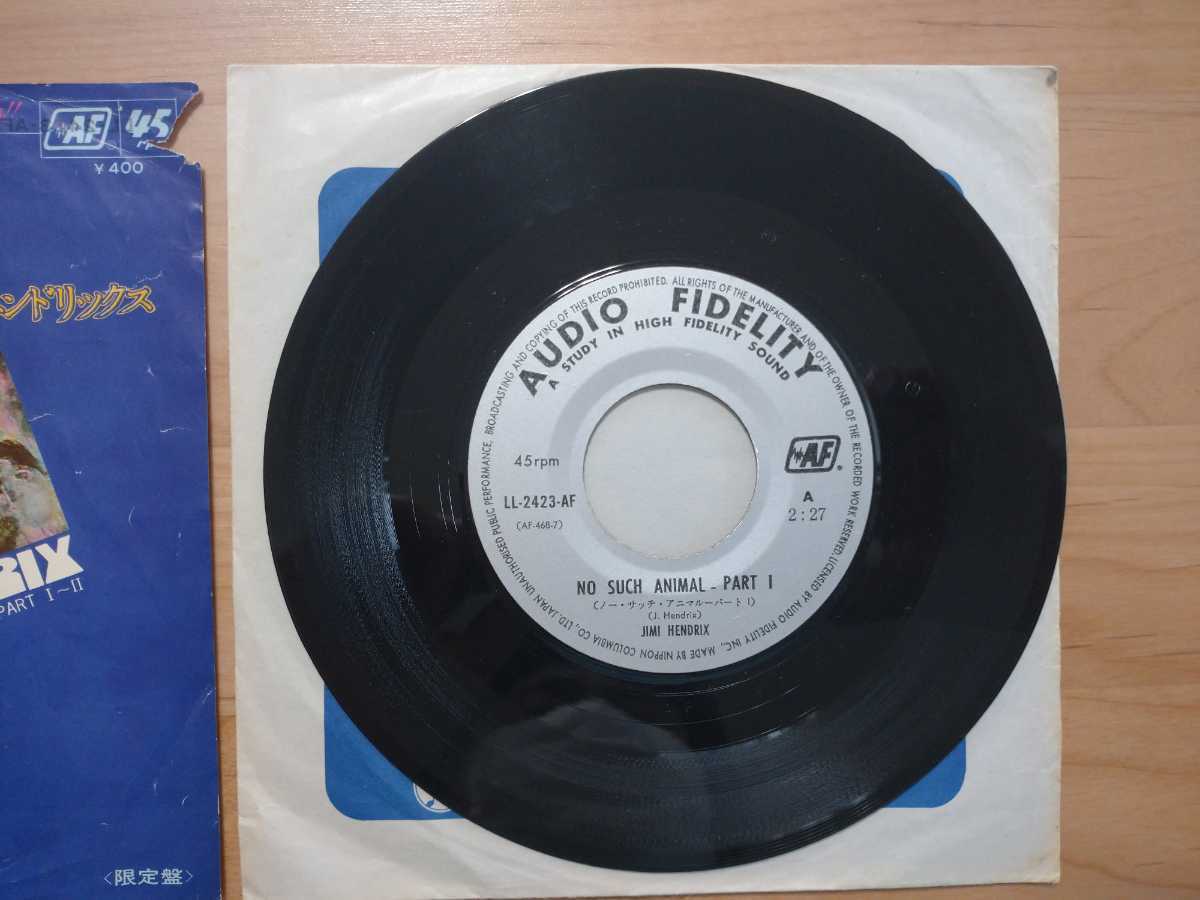 AF 45
¥400
ンドリックス
RIX
PART I~II
〈限定盤〉
AUDIO FIDELITY
A STUDY IN HIGH FIDELITY SOUND
UNAUTHORISED PUBLIC PERFORMANCE, BROADCASTING AND COPYING OF THIS RECORD PROHIBITED. ALL RIGHTS OF THE MANUFACTURER AND OF THE OWNER OF THE RECORDED WORK RESERVED. LICENSED BY AUDIO FIDELITY INC., MADE BY NIPPON COLUMBIA CO., LTD. JAPAN
45rpm
LL-2423-AF
(AF-468-7)
AF®
A
2:27
NO SUCH ANIMAL - PART I
(ノー・サッチ・アニマルーパート I)
(J. Hendrix)
JIMI HENDRIX